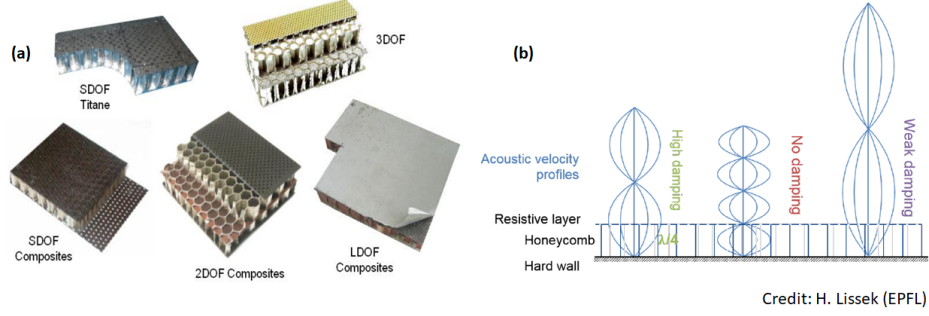 (a)
SDOF
Titane
3DOF
SDOF
Composites
2DOF Composites
LDOF
Composites
(b)
Acoustic velocity
profiles
High damping
No damping
Weak damping
Resistive layer
Honeycomb
λ/4
Hard wall
Credit: H. Lissek (EPFL)